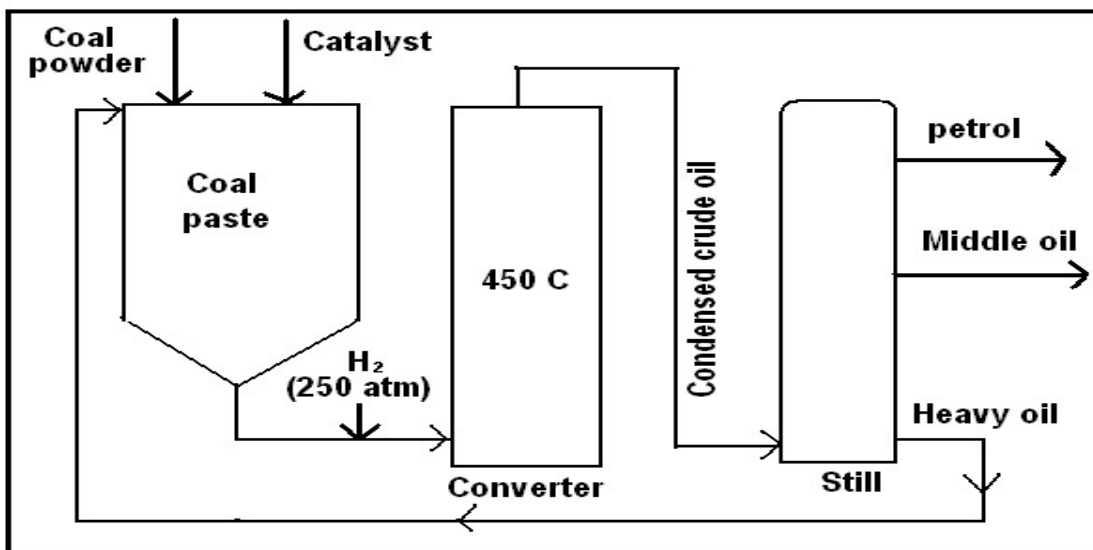 Coal
powder
Catalyst
Coal
paste
H₂
(250 atm)
450 C
Converter
Condensed crude oil
petrol
Middle oil
Heavy oil
Still